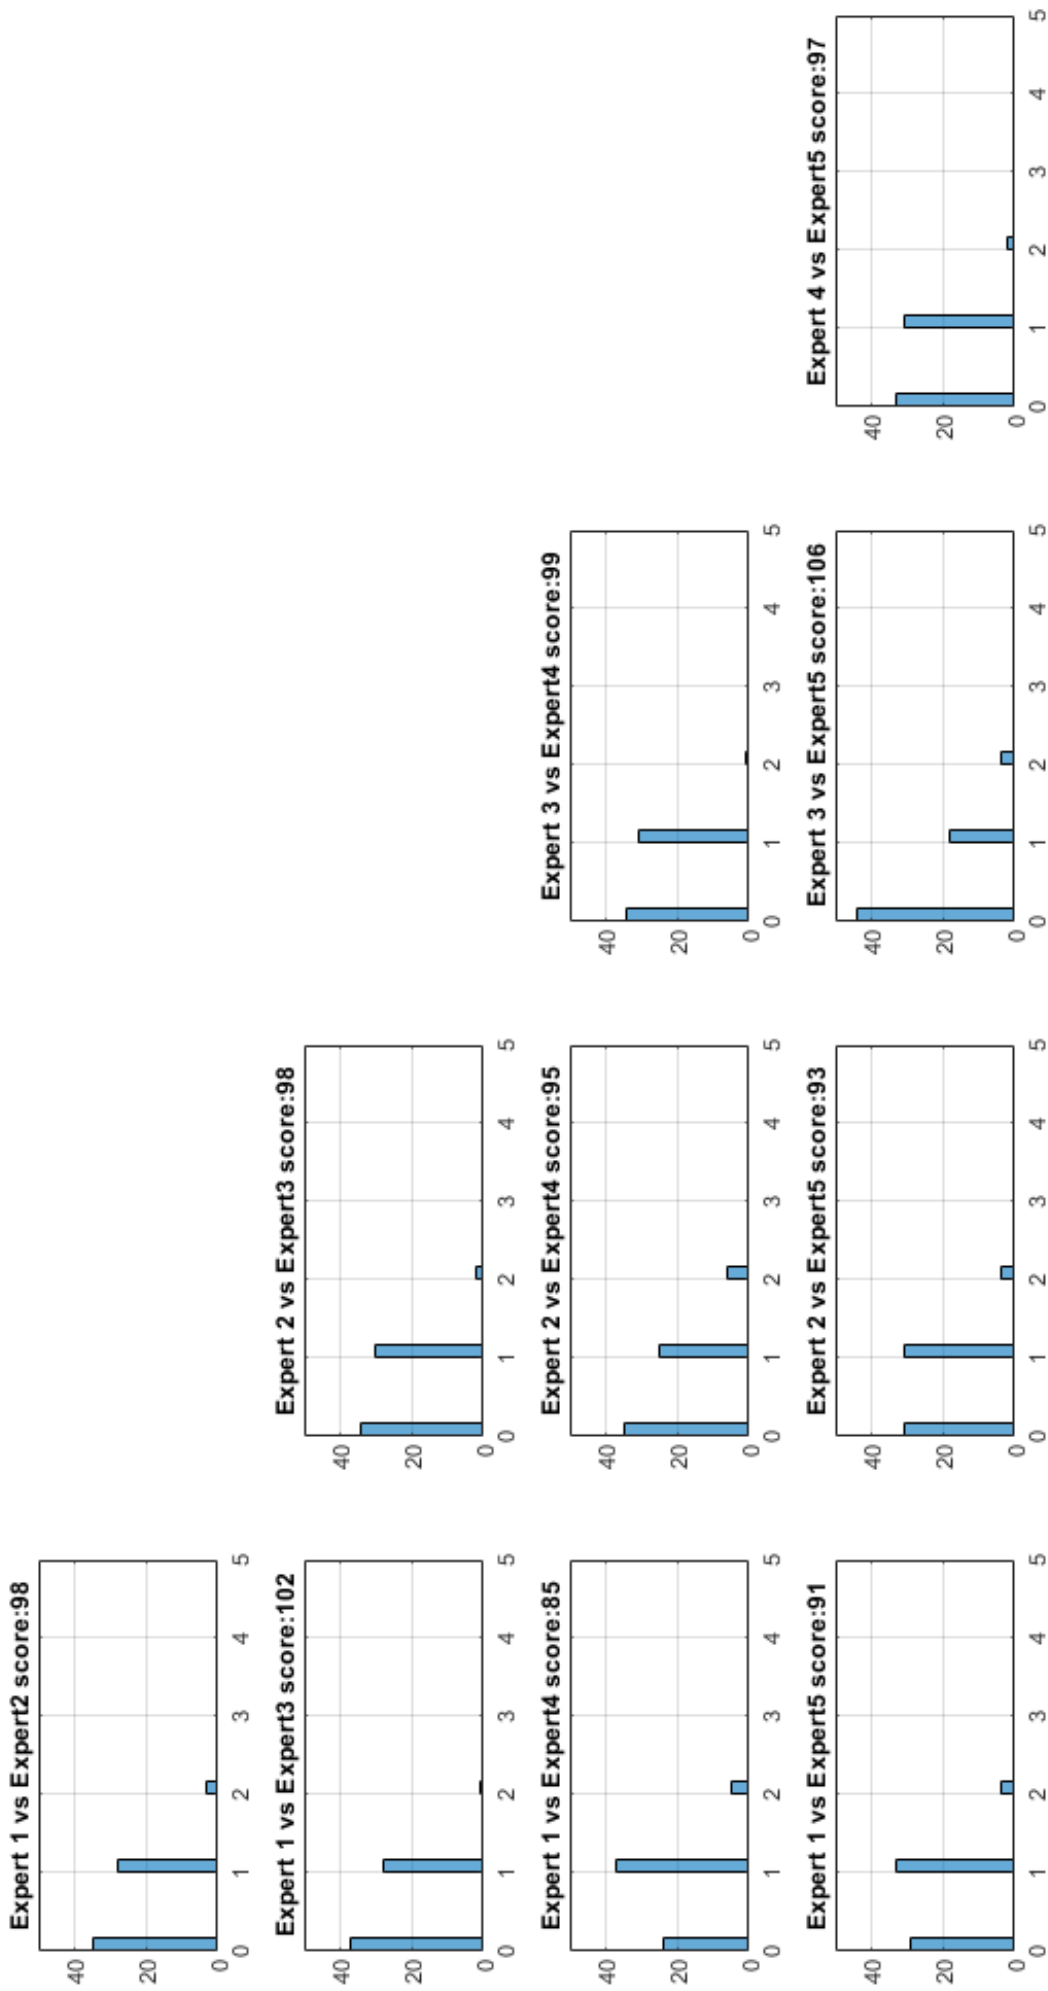 Expert 1 vs Expert2 score:98
40
20
0
0 1 2 3 4 5
Expert 1 vs Expert3 score:102
40
20
0
0 1 2 3 4 5
Expert 2 vs Expert3 score:98
40
20
0
0 1 2 3 4 5
Expert 1 vs Expert4 score:85
40
20
0
0 1 2 3 4 5
Expert 2 vs Expert4 score:95
40
20
0
0 1 2 3 4 5
Expert 3 vs Expert4 score:99
40
20
0
0 1 2 3 4 5
Expert 1 vs Expert5 score:91
40
20
0
0 1 2 3 4 5
Expert 2 vs Expert5 score:93
40
20
0
0 1 2 3 4 5
Expert 3 vs Expert5 score:106
40
20
0
0 1 2 3 4 5
Expert 4 vs Expert5 score:97
40
20
0
0 1 2 3 4 5